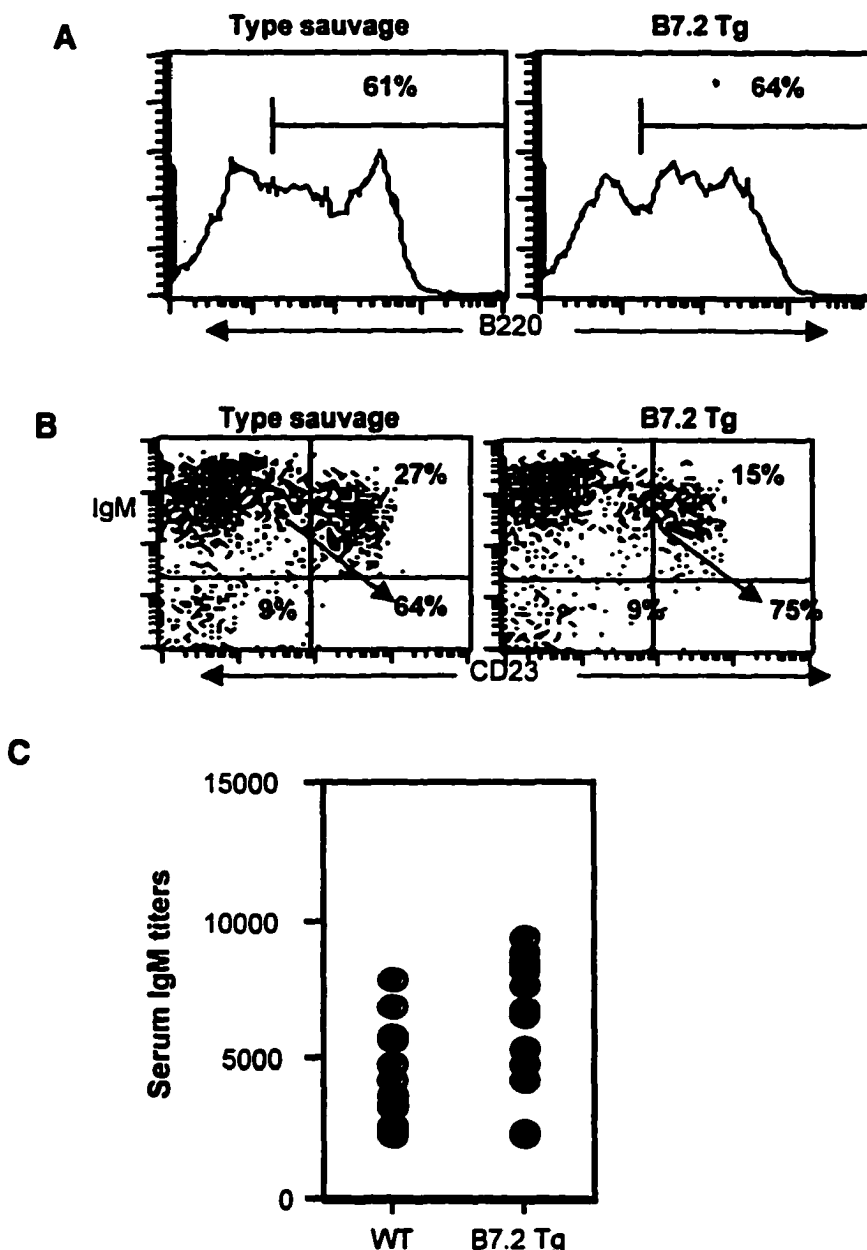 A
Type sauvage
B7.2 Tg
61%
64%
B220
B
Type sauvage
B7.2 Tg
IgM
27%
9%
64%
15%
9%
75%
CD23
C
Serum IgM titers
15000
10000
5000
0
WT
B7.2 Tg